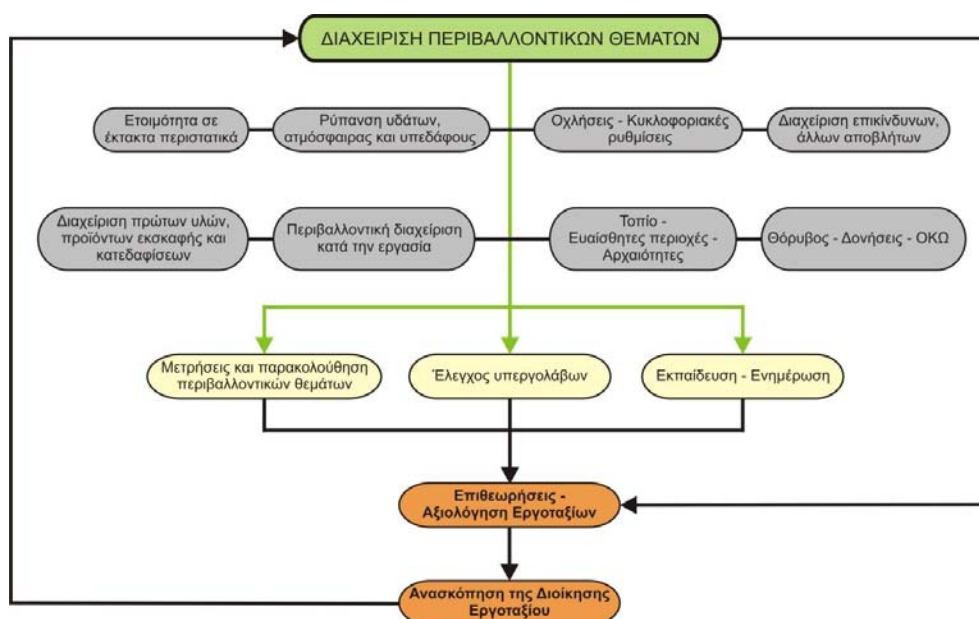 ΔΙΑΧΕΙΡΙΣΗ ΠΕΡΙΒΑΛΛΟΝΤΙΚΩΝ ΘΕΜΑΤΩΝ
Ετοιμότητα σε
έκτακτα περιστατικά
Ρύπανση υδάτων,
ατμόσφαιρας και υπεδάφους
Οχλήσεις - Κυκλοφοριακές
ρυθμίσεις
Διαχείριση επικίνδυνων,
άλλων αποβλήτων
Διαχείριση πρώτων υλών,
προϊόντων εκσκαφής και
κατεδαφίσεων
Περιβαλλοντική διαχείριση
κατά την εργασία
Τοπίο -
Ευαίσθητες περιοχές -
Αρχαιότητες
Θόρυβος - Δονήσεις - ΟΚΩ
Μετρήσεις και παρακολούθηση
περιβαλλοντικών θεμάτων
Έλεγχος υπεργολάβων
Εκπαίδευση - Ενημέρωση
Επιθεωρήσεις -
Αξιολόγηση Εργοταξίων
Ανασκόπηση της Διοίκησης
Εργοταξίου